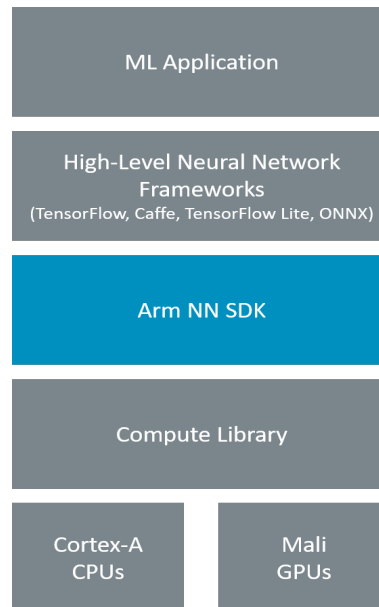 ML Application
High-Level Neural Network
Frameworks
(TensorFlow, Caffe, TensorFlow Lite, ONNX)
Arm NN SDK
Compute Library
Cortex-A
CPUs
Mali
GPUs